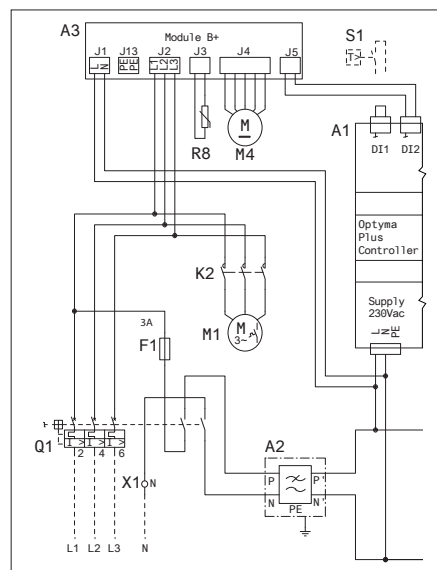 A3
Module B+
J1 J13 J2 J3 J4 J5
L N PE PE L1 L2 L3
S1
A1
R8
M
M4
DI1 DI2
Optyma
Plus
Controller
K2
Supply
230Vac
L N PE
M1
M
3~
3A
F1
Q1
I > I > I >
2 4 6
A2
X1 N
P P'
N N'
PE
L1 L2 L3 N